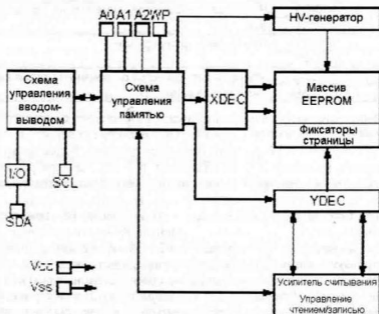 A0 A1 A2 WP
HV-генератор
Схема
управления
вводом-
выводом
Схема
управления
памятью
XDEC
Массив
EEPROM
Фиксаторы
страницы
I/O
SCL
SDA
YDEC
Vcc
Vss
Усилитель считывания
Управление
чтением/записью